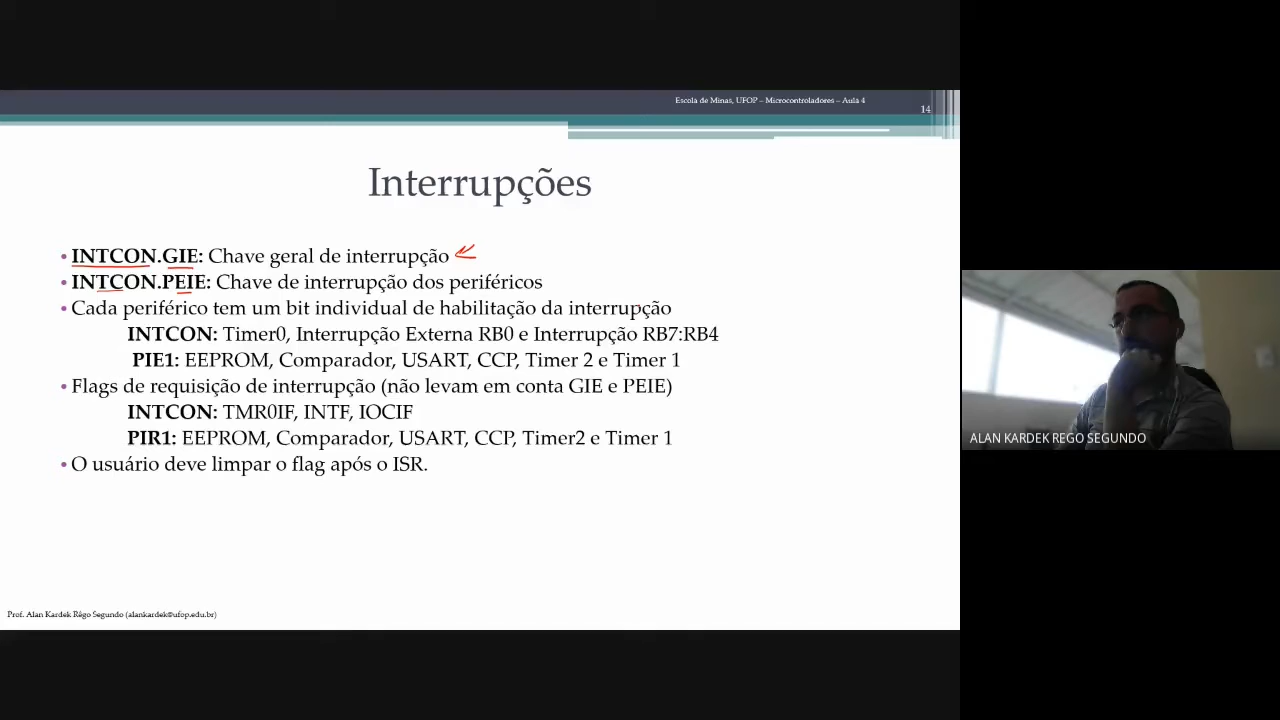 Escola de Minas, UFOP – Microcontroladores – Aula 4
14
Interrupções
• INTCON.GIE: Chave geral de interrupção
• INTCON.PEIE: Chave de interrupção dos periféricos
• Cada periférico tem um bit individual de habilitação da interrupção
INTCON: Timer0, Interrupção Externa RB0 e Interrupção RB7:RB4
PIE1: EEPROM, Comparador, USART, CCP, Timer 2 e Timer 1
• Flags de requisição de interrupção (não levam em conta GIE e PEIE)
INTCON: TMR0IF, INTF, IOCIF
PIR1: EEPROM, Comparador, USART, CCP, Timer2 e Timer 1
• O usuário deve limpar o flag após o ISR.
ALAN KARDEK REGO SEGUNDO
Prof. Alan Kardek Rêgo Segundo (alankardek@ufop.edu.br)